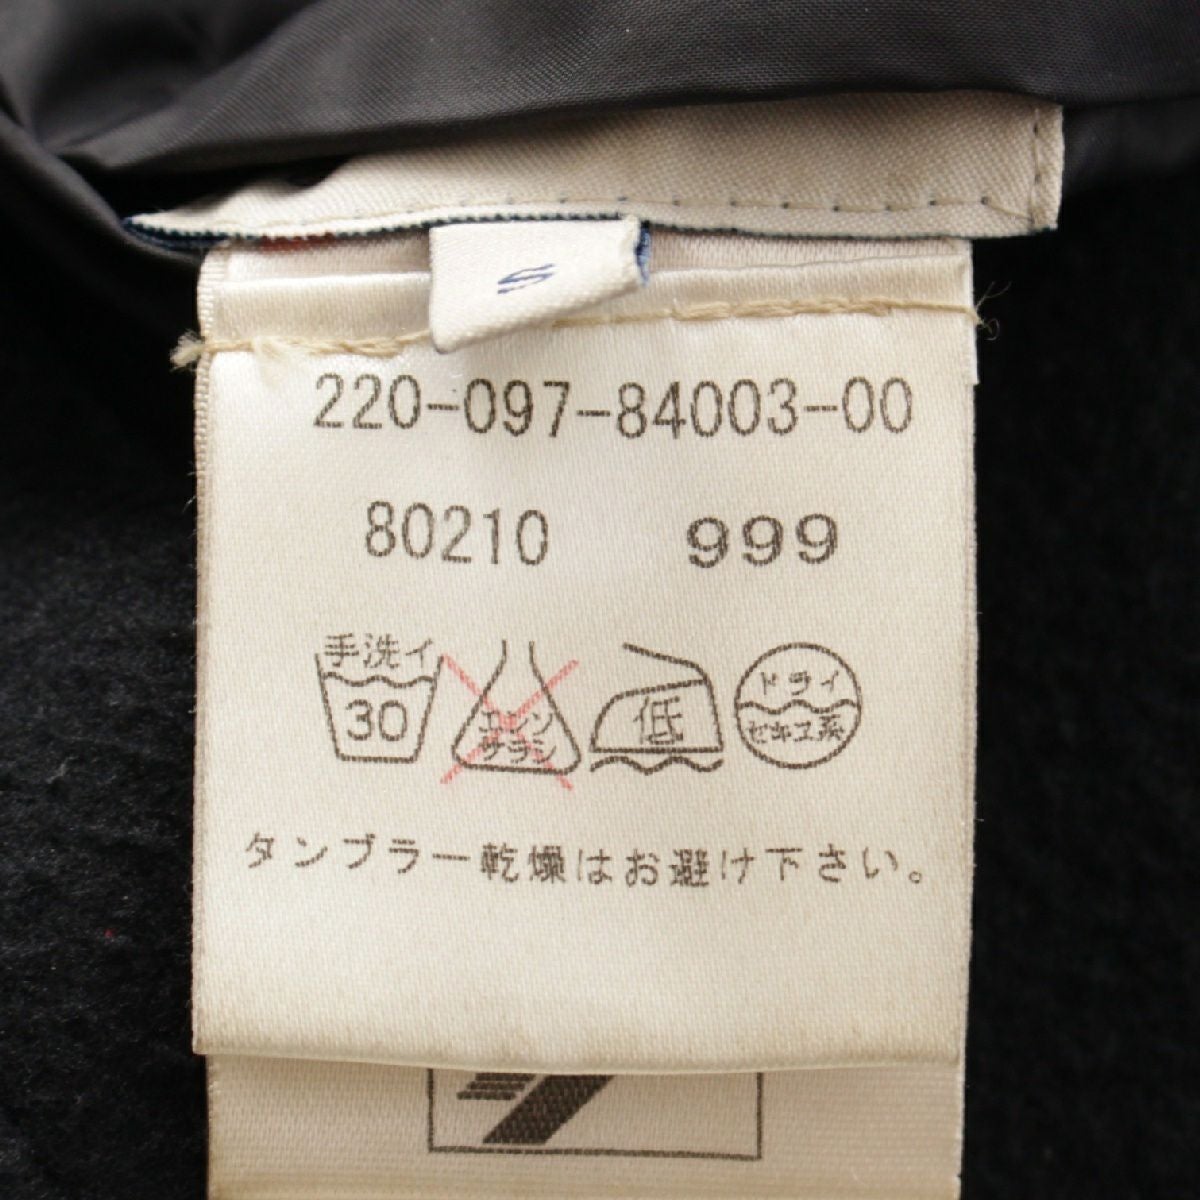 S
220-097-84003-00
80210 999
手洗イ
30
エンソ
サラシ
低
ドライ
セキユ系
タンブラー乾燥はお避け下さい。